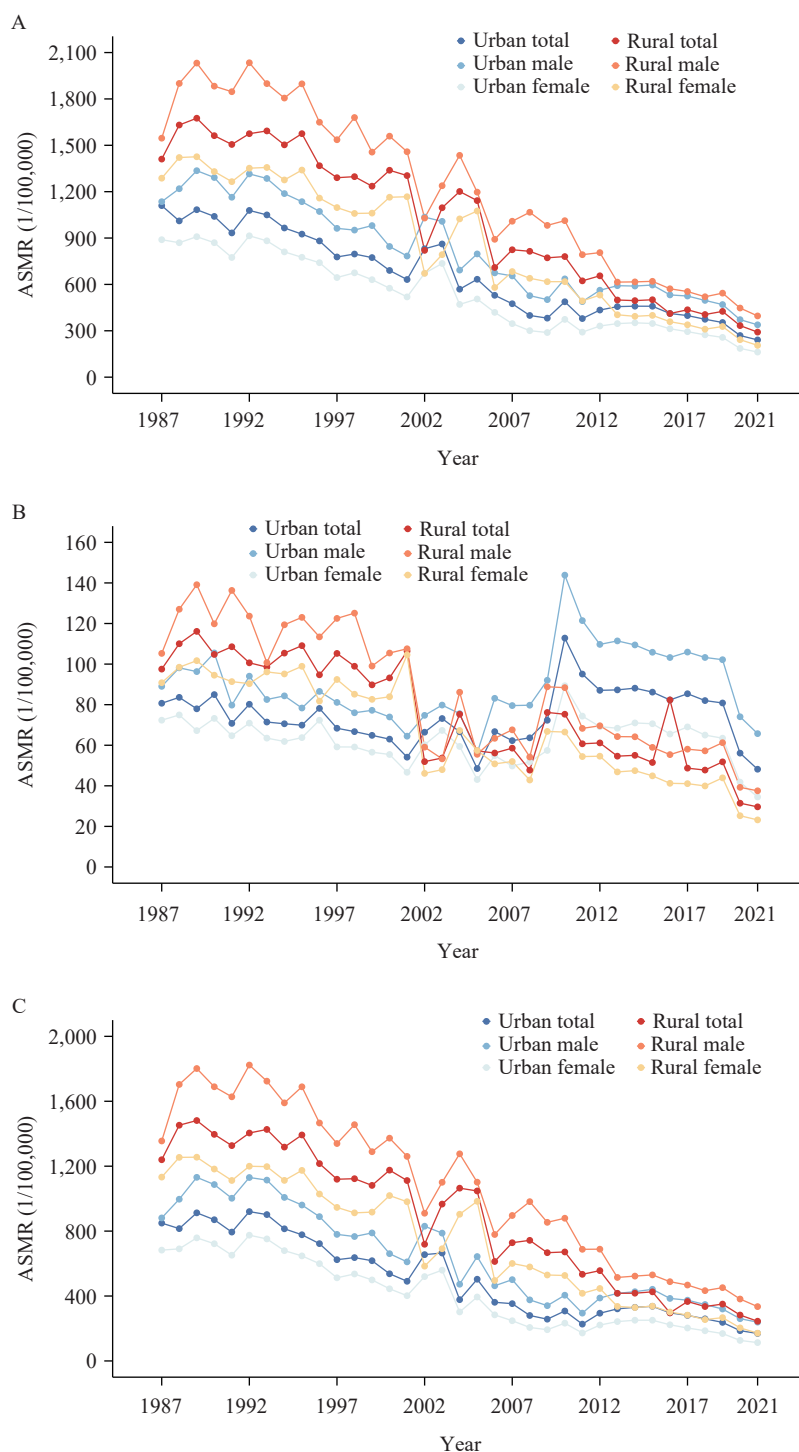 A
Urban total Rural total
Urban male Rural male
Urban female Rural female
ASMR (1/100,000)
2,100
1,800
1,500
1,200
900
600
300
0
1987 1992 1997 2002 2007 2012 2017 2021
Year
B
Urban total Rural total
Urban male Rural male
Urban female Rural female
ASMR (1/100,000)
160
140
120
100
80
60
40
20
0
1987 1992 1997 2002 2007 2012 2017 2021
Year
C
Urban total Rural total
Urban male Rural male
Urban female Rural female
ASMR (1/100,000)
2,000
1,600
1,200
800
400
0
1987 1992 1997 2002 2007 2012 2017 2021
Year